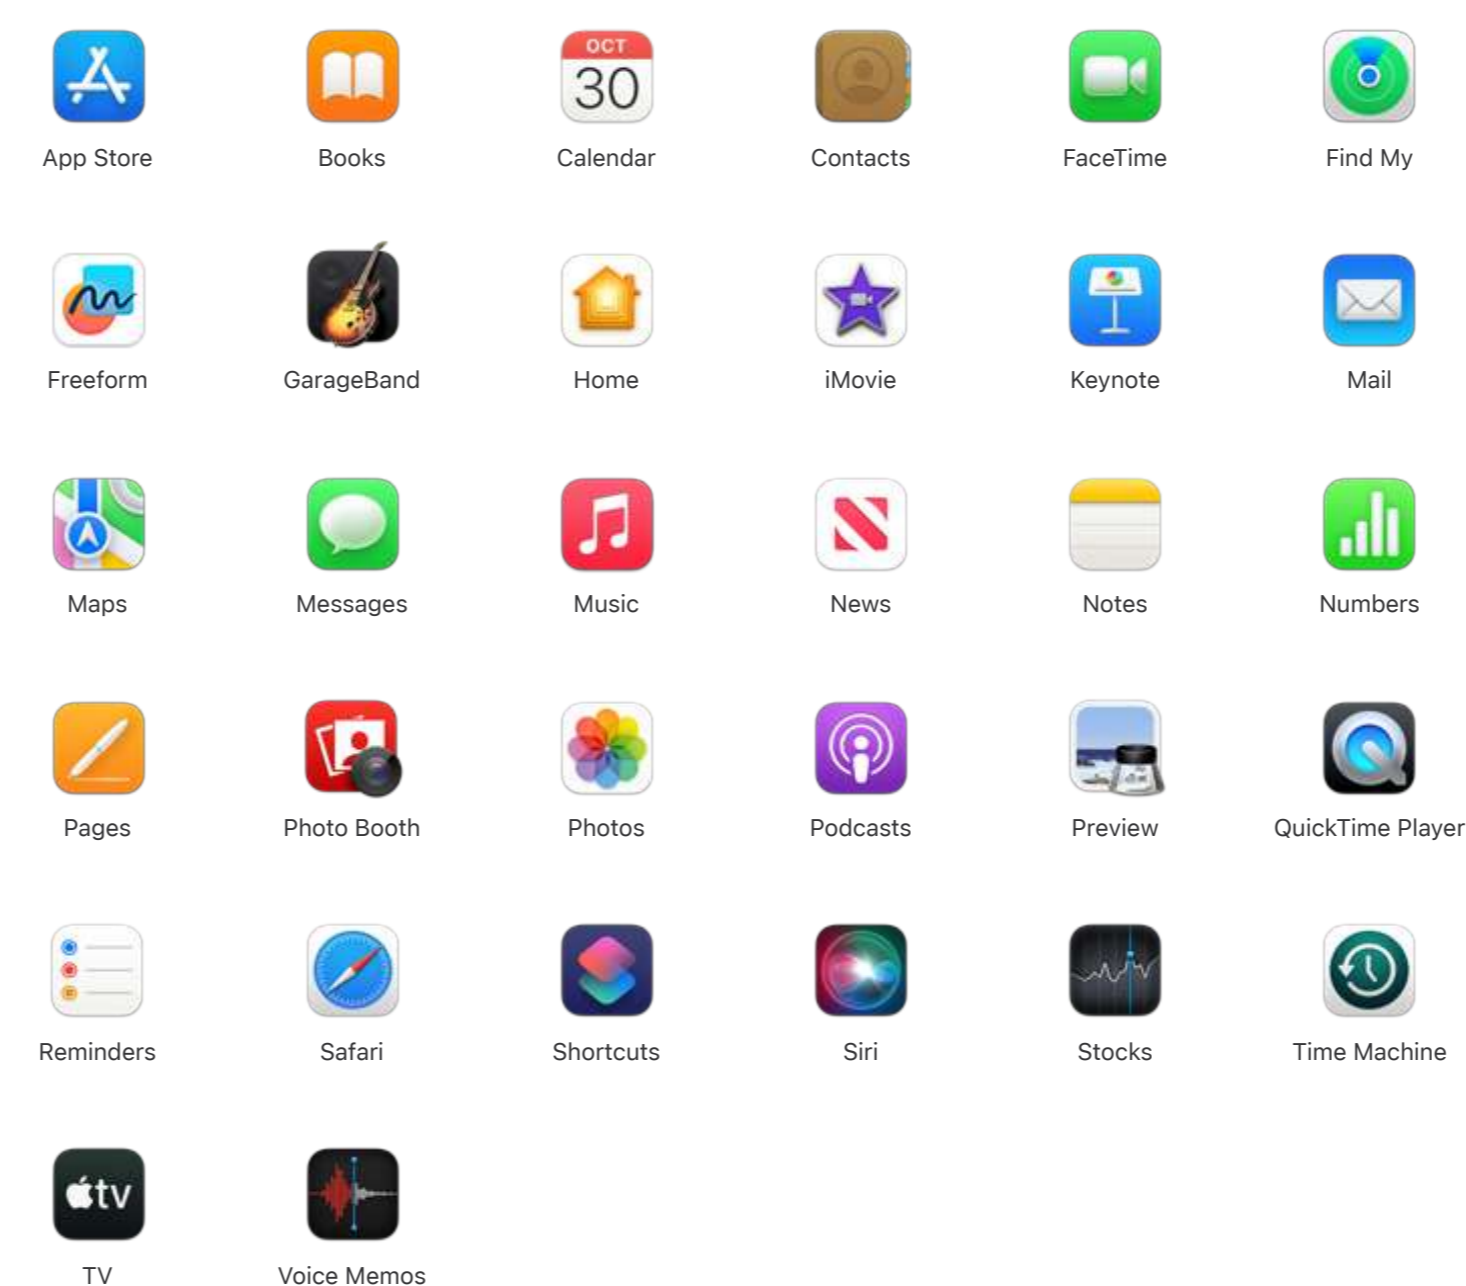 OCT
30
App Store
Books
Calendar
Contacts
FaceTime
Find My
Freeform
GarageBand
Home
iMovie
Keynote
Mail
Maps
Messages
Music
News
Notes
Numbers
Pages
Photo Booth
Photos
Podcasts
Preview
QuickTime Player
Reminders
Safari
Shortcuts
Siri
Stocks
Time Machine
tv
TV
Voice Memos